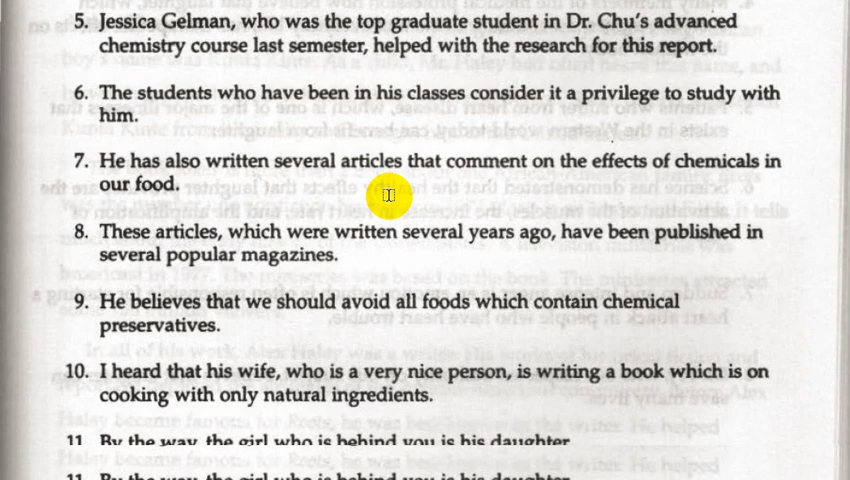 5. Jessica Gelman, who was the top graduate student in Dr. Chu's advanced
chemistry course last semester, helped with the research for this report.
6. The students who have been in his classes consider it a privilege to study with
him.
7. He has also written several articles that comment on the effects of chemicals in
our food.
8. These articles, which were written several years ago, have been published in
several popular magazines.
9. He believes that we should avoid all foods which contain chemical
preservatives.
10. I heard that his wife, who is a very nice person, is writing a book which is on
cooking with only natural ingredients.
11. By the way, the girl who is behind you is his daughter
11. By the way, the girl who is behind you is his daughter